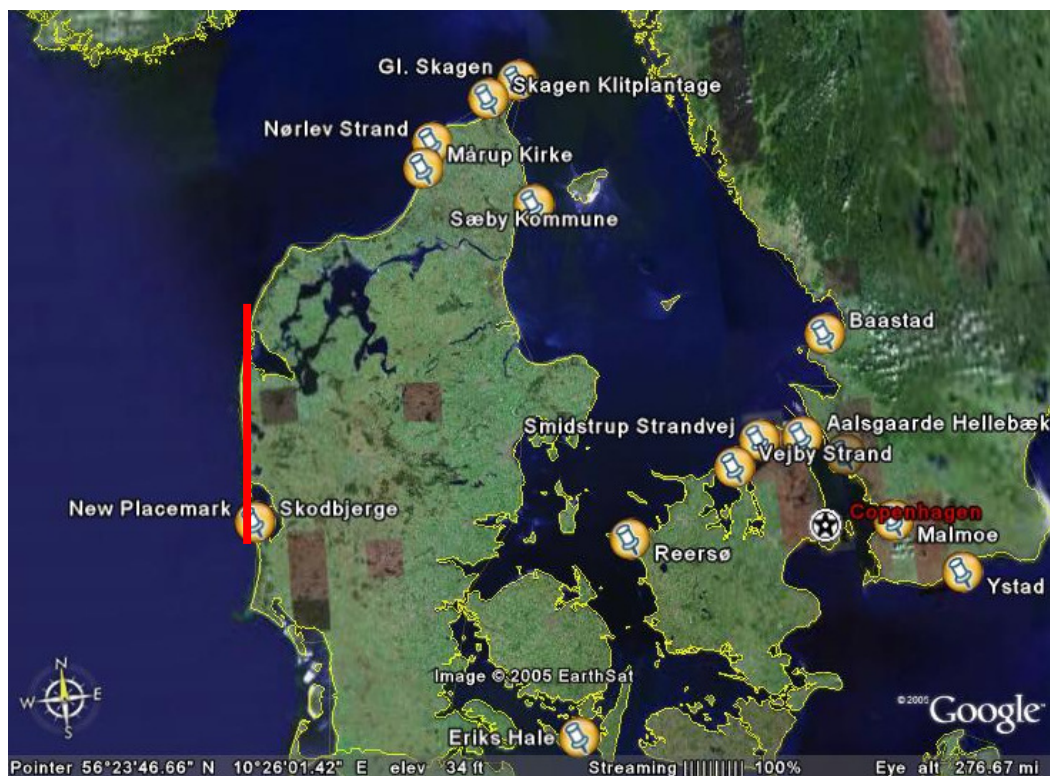 Gl. Skagen
Skagen Klitplantage
Nørlev Strand
Mårup Kirke
Sæby Kommune
Baastad
Smidstrup Strandvej
Aalsgaarde Hellebæk
Vejby Strand
New Placemark
Skodbjerge
Copenhagen
Malmoe
Reersø
Ystad
N
W E
S
Image © 2005 EarthSat
©2005 Google
Eriks Hale
Pointer 56°23'46.66" N 10°26'01.42" E elev 34 ft Streaming |||||||||| 100% Eye alt 276.67 mi